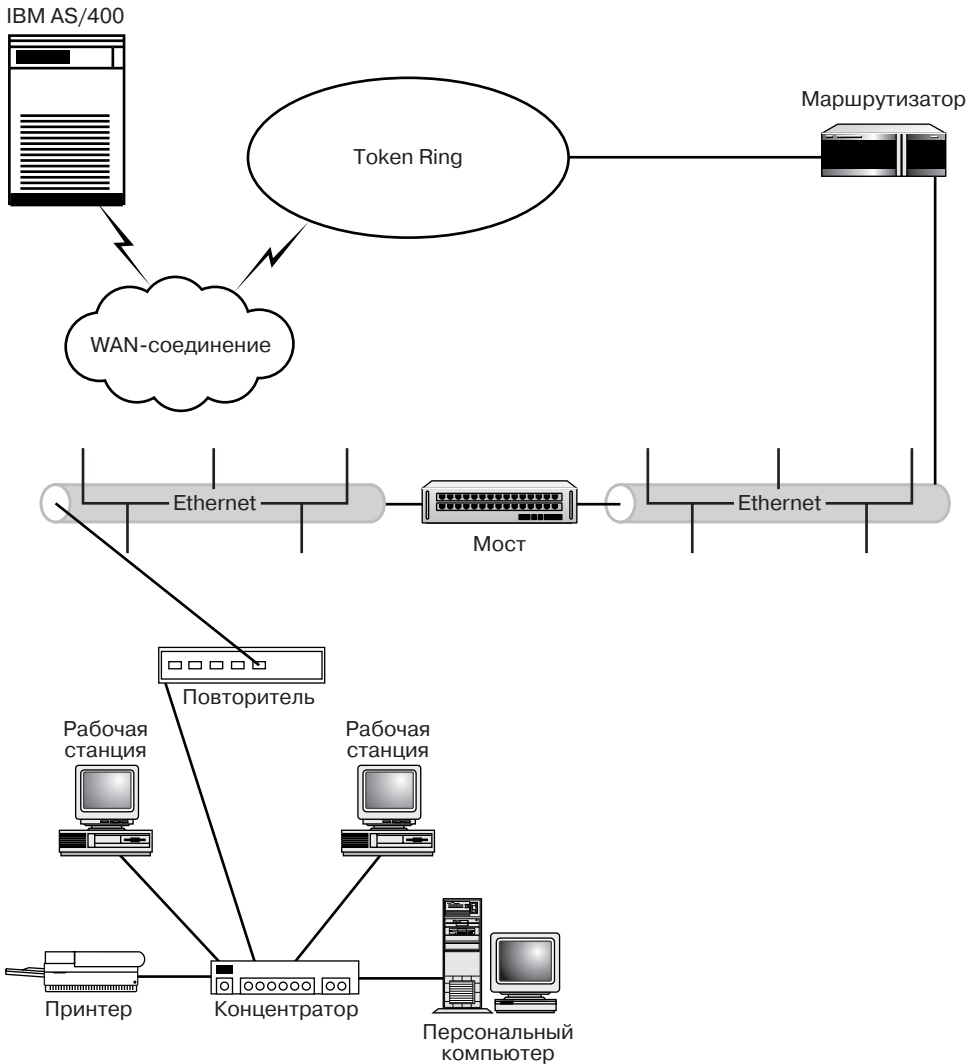 IBM AS/400
Маршрутизатор
Token Ring
WAN-соединение
Ethernet
Ethernet
Мост
Повторитель
Рабочая
станция
Рабочая
станция
Принтер
Концентратор
Персональный
компьютер